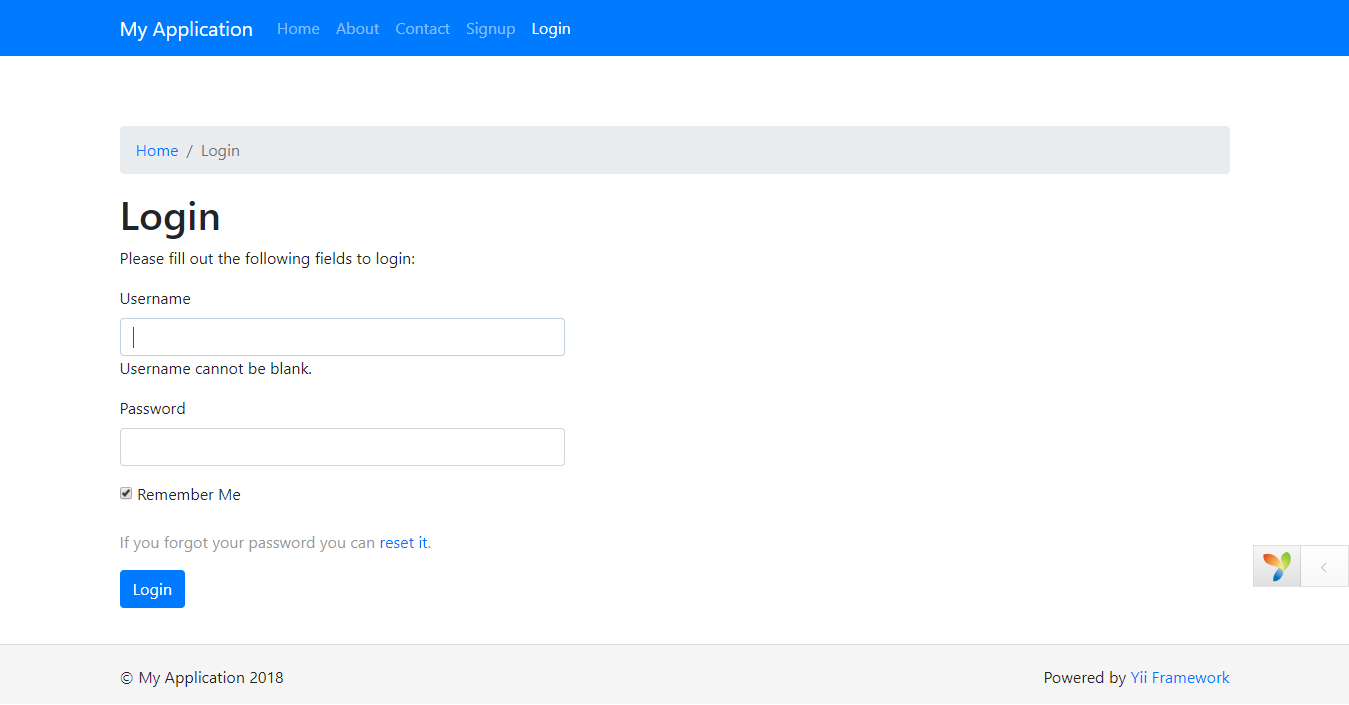 My Application Home About Contact Signup Login
Home / Login
Login
Please fill out the following fields to login:
Username
Username cannot be blank.
Password
Remember Me
If you forgot your password you can reset it.
Login
© My Application 2018 Powered by Yii Framework